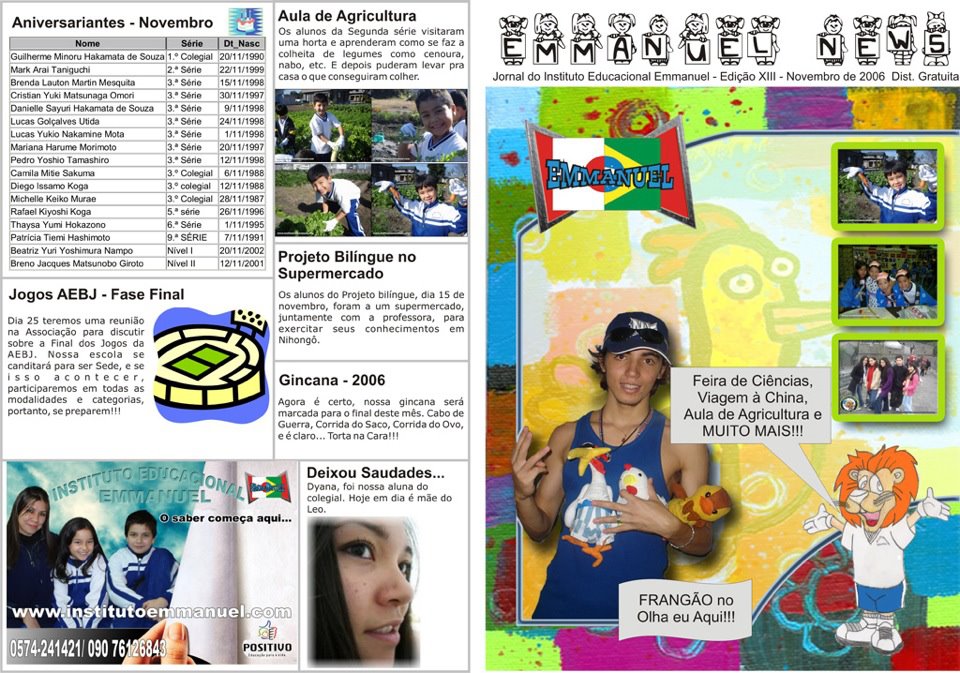 Aniversariantes - Novembro
Nome Série Dt_Nasc
Guilherme Minoru Hakamata de Souza 1.º Colegial 20/11/1990
Mark Arai Taniguchi 2.ª Série 22/11/1999
Brenda Lauton Martin Mesquita 3.ª Série 5/11/1998
Cristian Yuki Matsunaga Omori 3.ª Série 30/11/1997
Danielle Sayuri Hakamata de Souza 3.ª Série 9/11/1998
Lucas Golçalves Utida 3.ª Série 24/11/1998
Lucas Yukio Nakamine Mota 3.ª Série 1/11/1998
Mariana Harume Morimoto 3.ª Série 20/11/1997
Pedro Yoshio Tamashiro 3.ª Série 12/11/1998
Camila Mitie Sakuma 3.º Colegial 6/11/1988
Diego Issamo Koga 3.º colegial 12/11/1988
Michelle Keiko Murae 3.º Colegial 28/11/1987
Rafael Kiyoshi Koga 5.ª série 26/11/1996
Thaysa Yumi Hokazono 6.ª Série 1/11/1995
Patrícia Tiemi Hashimoto 9.ª SÉRIE 7/11/1991
Beatriz Yuri Yoshimura Nampo Nível I 20/11/2002
Breno Jacques Matsunobo Giroto Nível II 12/11/2001
Jogos AEBJ - Fase Final
Dia 25 teremos uma reunião
na Associação para discutir
sobre a Final dos Jogos da
AEBJ. Nossa escola se
canditará para ser Sede, e se
isso acontecer,
participaremos em todas as
modalidades e categorias,
portanto, se preparem!!!
INSTITUTO EDUCACIONAL
EMMANUEL
EMMANUEL
O saber começa aqui...
www.institutoemmanuel.com
0574-241421/ 090 76126843
POSITIVO
Educação para a vida
Aula de Agricultura
Os alunos da Segunda série visitaram
uma horta e aprenderam como se faz a
colheita de legumes como cenoura,
nabo, etc. E depois puderam levar pra
casa o que conseguiram colher.
Projeto Bilíngue no
Supermercado
Os alunos do Projeto bilíngue, dia 15 de
novembro, foram a um supermercado,
juntamente com a professora, para
exercitar seus conhecimentos em
Nihongô.
Gincana - 2006
Agora é certo, nossa gincana será
marcada para o final deste mês. Cabo de
Guerra, Corrida do Saco, Corrida do Ovo,
e é claro... Torta na Cara!!!
Deixou Saudades...
Dyana, foi nossa aluna do
colegial. Hoje em dia é mãe do
Leo.
EMMANUEL NEWS
Jornal do Instituto Educacional Emmanuel - Edição XIII - Novembro de 2006 Dist. Gratuita
EMMANUEL
Feira de Ciências,
Viagem à China,
Aula de Agricultura e
MUITO MAIS!!!
FRANGÃO no
Olha eu Aqui!!!